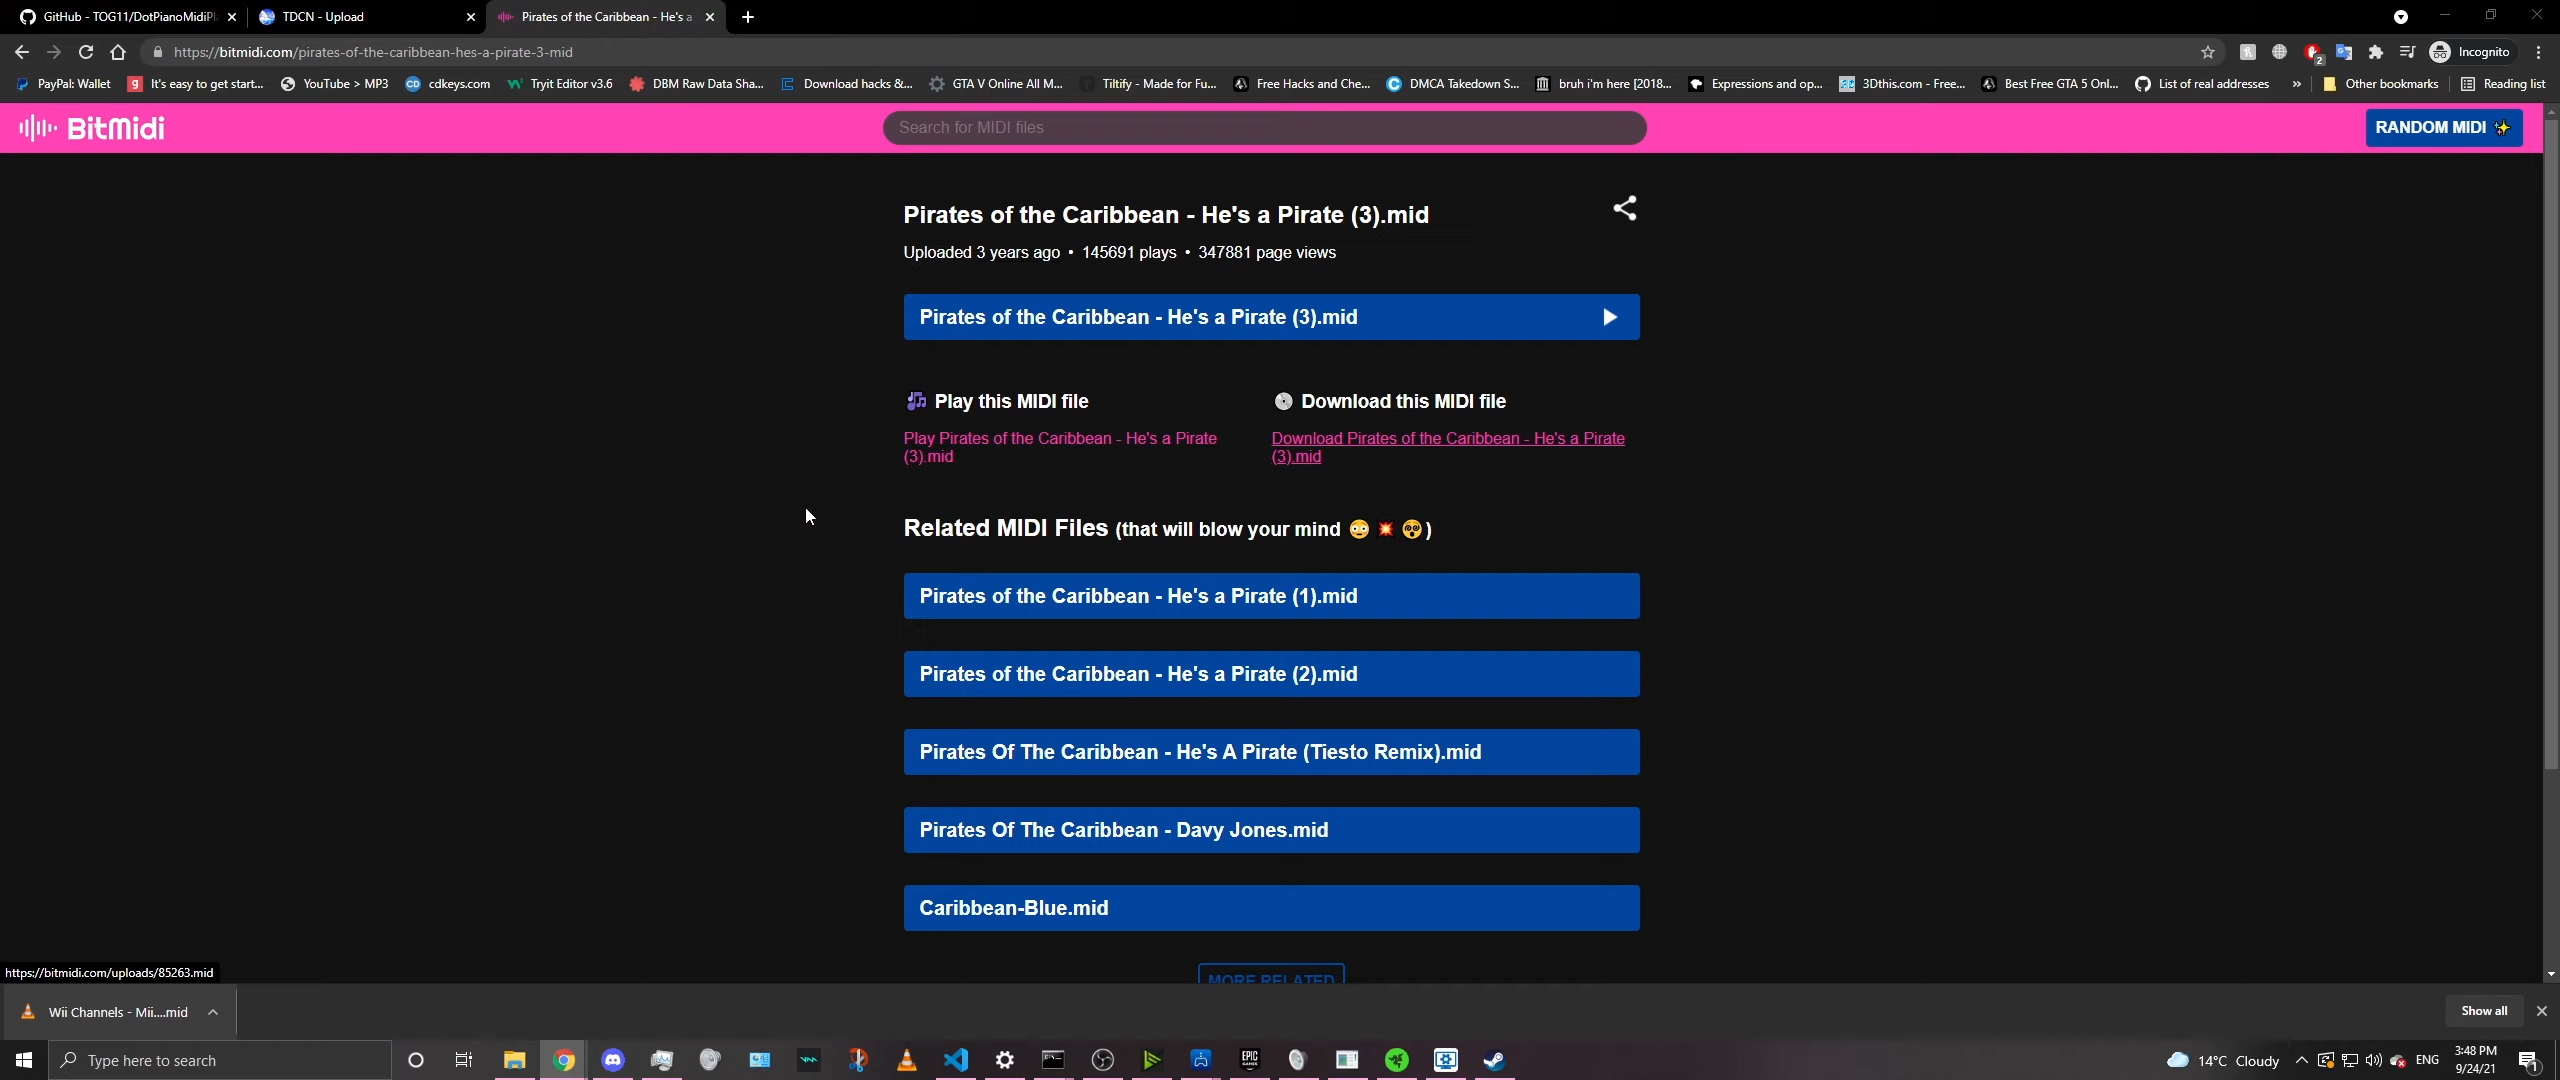 GitHub - TOG11/DotPianoMidiPl
TDCN - Upload
Pirates of the Caribbean - He's a
https://bitmidi.com/pirates-of-the-caribbean-hes-a-pirate-3-mid
2
Incognito
PayPal: Wallet
It's easy to get start...
YouTube > MP3
cdkeys.com
Tryit Editor v3.6
DBM Raw Data Sha...
Download hacks &...
GTA V Online All M...
Tiltify - Made for Fu...
Free Hacks and Che...
DMCA Takedown S...
bruh i'm here [2018...
Expressions and op...
3Dthis.com - Free...
Best Free GTA 5 Onl...
List of real addresses
»
Other bookmarks
Reading list
BitMidi
Search for MIDI files
RANDOM MIDI ✨
Pirates of the Caribbean - He's a Pirate (3).mid
Uploaded 3 years ago • 145691 plays • 347881 page views
Pirates of the Caribbean - He's a Pirate (3).mid
Play this MIDI file
Download this MIDI file
Play Pirates of the Caribbean - He's a Pirate
(3).mid
Download Pirates of the Caribbean - He's a Pirate
(3).mid
Related MIDI Files (that will blow your mind 😳 💥 😵)
Pirates of the Caribbean - He's a Pirate (1).mid
Pirates of the Caribbean - He's a Pirate (2).mid
Pirates Of The Caribbean - He's A Pirate (Tiesto Remix).mid
Pirates Of The Caribbean - Davy Jones.mid
Caribbean-Blue.mid
MORE RELATED
https://bitmidi.com/uploads/85263.mid
Wii Channels - Mii....mid
Show all
Type here to search
EPIC GAMES
14°C Cloudy
ENG
3:48 PM
9/24/21
1